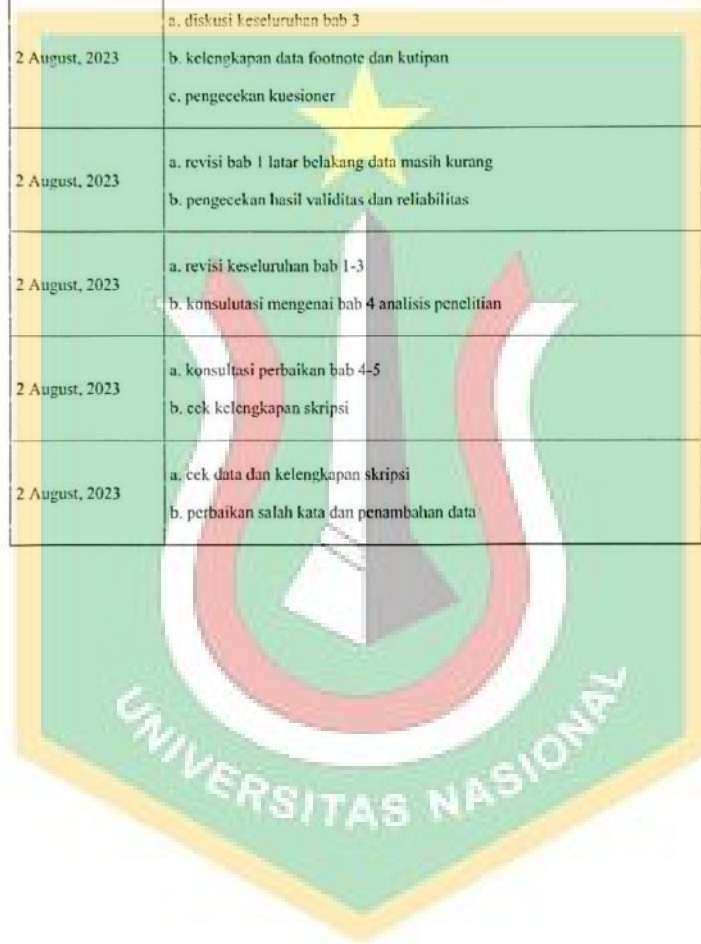 a. diskusi keseluruhan bab 3
2 August, 2023
b. kelengkapan data footnote dan kutipan
c. pengecekan kuesioner
a. revisi bab 1 latar belakang data masih kurang
2 August, 2023
b. pengecekan hasil validitas dan reliabilitas
a. revisi keseluruhan bab 1-3
2 August, 2023
b. konsulutasi mengenai bab 4 analisis penelitian
a. konsultasi perbaikan bab 4-5
2 August, 2023
b. cek kelengkapan skripsi
a. cek data dan kelengkapan skripsi
2 August, 2023
b. perbaikan salah kata dan penambahan data
UNIVERSITAS NASIONAL